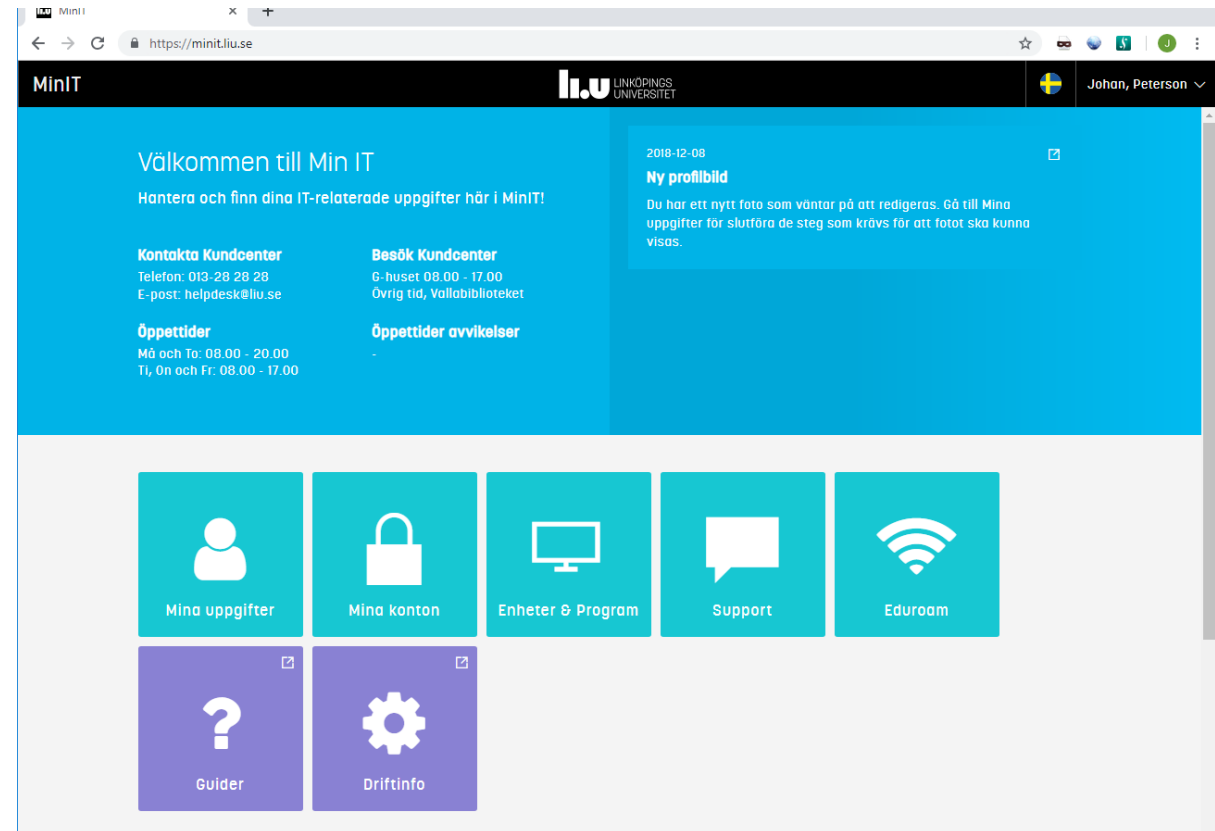 MinIT
https://minit.liu.se
J
MinIT
LINKÖPINGS
UNIVERSITET
Johan, Peterson
Välkommen till Min IT
Hantera och finn dina IT-relaterade uppgifter här i MinIT!
Kontakta Kundcenter
Telefon: 013-28 28 28
E-post: helpdesk@liu.se
Besök Kundcenter
G-huset 08.00 - 17.00
Övrig tid, Vallabiblioteket
Öppettider
Må och To: 08.00 - 20.00
Ti, On och Fr: 08.00 - 17.00
Öppettider avvikelser
-
2018-12-08
Ny profilbild
Du har ett nytt foto som väntar på att redigeras. Gå till Mina
uppgifter för slutföra de steg som krävs för att fotot ska kunna
visas.
Mina uppgifter
Mina konton
Enheter & Program
Support
Eduroam
Guider
Driftinfo